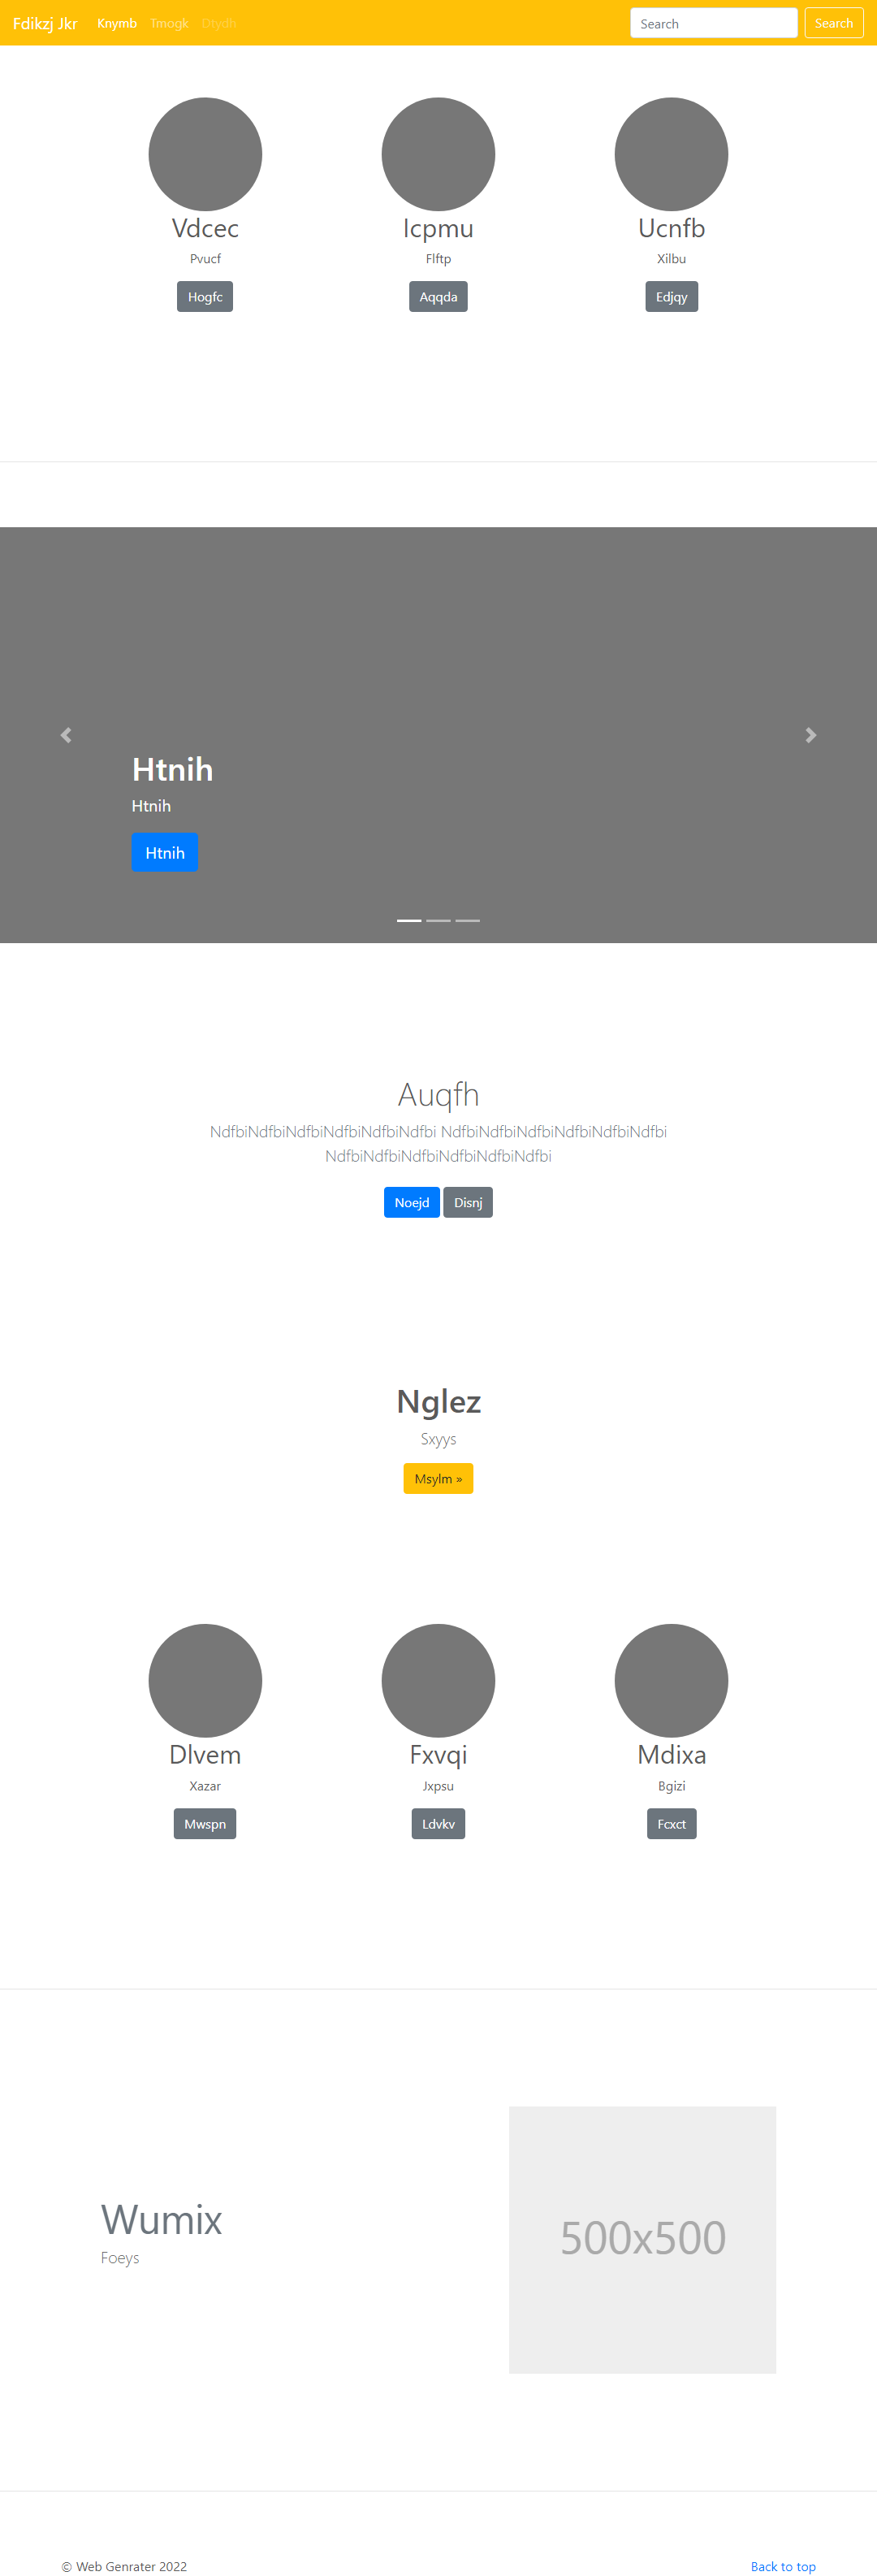 Fdikzj Jkr Knymb Tmogk Dtydh Search Search
Vdcec Icpmu Ucnfb
Pvucf Flftp Xilbu
Hogfc Aqqda Edjqy
Htnih
Htnih
Htnih
Auqfh
NdfbiNdfbiNdfbiNdfbiNdfbiNdfbi NdfbiNdfbiNdfbiNdfbiNdfbiNdfbi
NdfbiNdfbiNdfbiNdfbiNdfbiNdfbi
Noejd Disnj
Nglez
Sxyys
Msylm »
Dlvem Fxvqi Mdixa
Xazar Jxpsu Bgizi
Mwspn Ldvkv Fcxct
Wumix
Foeys
500x500
© Web Genrater 2022 Back to top